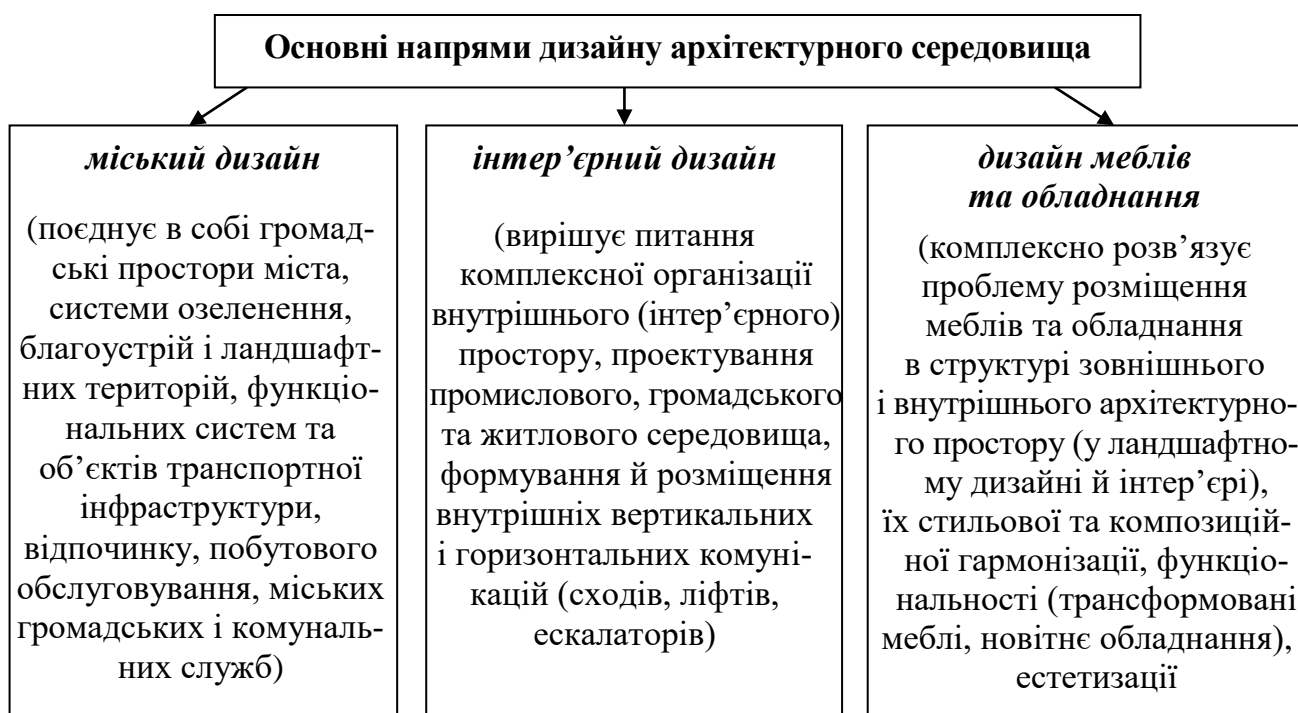 Основні напрями дизайну архітектурного середовища
міський дизайн
(поєднує в собі громад-
ські простори міста,
системи озеленення,
благоустрій і ландшафт-
них територій, функціо-
нальних систем та
об’єктів транспортної
інфраструктури,
відпочинку, побутового
обслуговування, міських
громадських і комуналь-
них служб)
інтер’єрний дизайн
(вирішує питання
комплексної організації
внутрішнього (інтер’єрного)
простору, проектування
промислового, громадського
та житлового середовища,
формування й розміщення
внутрішніх вертикальних
і горизонтальних комуні-
кацій (сходів, ліфтів,
ескалаторів)
дизайн меблів
та обладнання
(комплексно розв’язує
проблему розміщення
меблів та обладнання
в структурі зовнішнього
і внутрішнього архітектурно-
го простору (у ландшафтно-
му дизайні й інтер’єрі),
їх стильової та композицій-
ної гармонізації, функціо-
нальності (трансформовані
меблі, новітнє обладнання),
естетизації